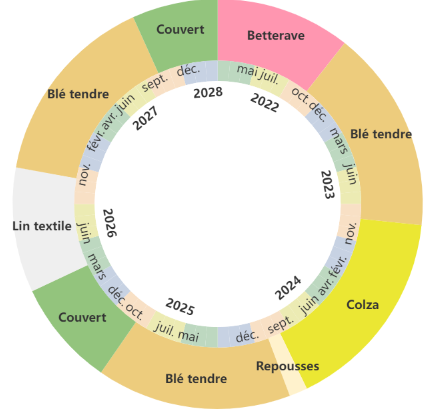 Betterave
Blé tendre
Colza
Repousses
Blé tendre
Couvert
Lin textile
Blé tendre
Couvert
mai juil. oct. déc. mars juin nov. févr. avr. juin sept. déc. mai juil. oct. déc. mars juin nov. févr. avr. juin sept. déc.
2022
2023
2024
2025
2026
2027
2028